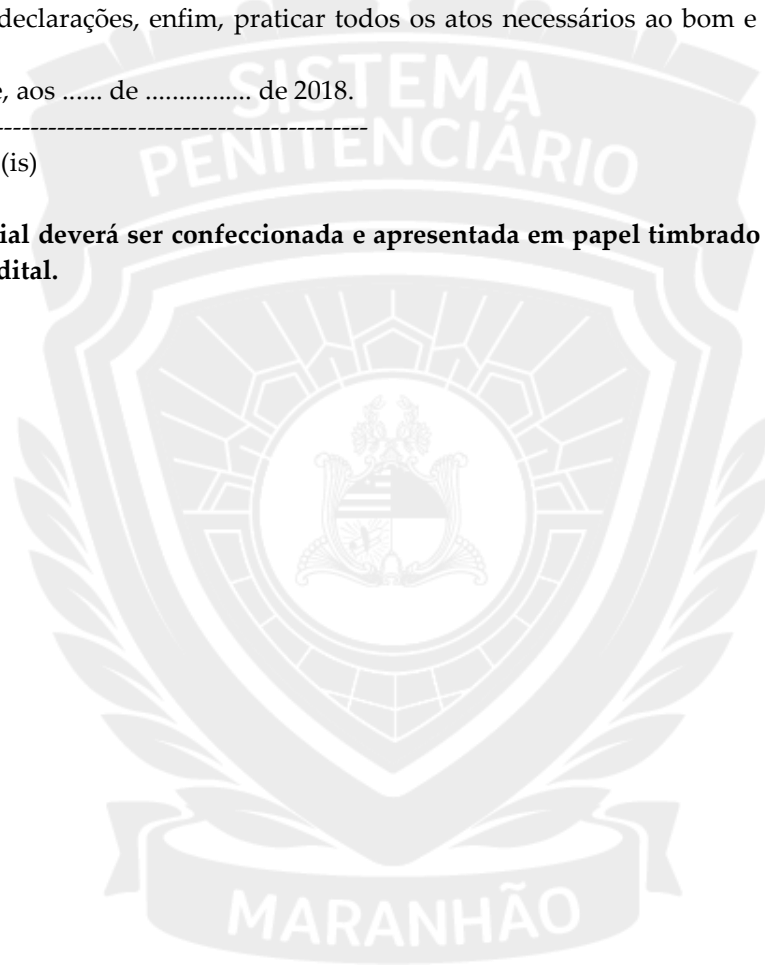 declarações, enfim, praticar todos os atos necessários ao bom e
, aos ...... de ............... de 2018.
------------------------------------------
(is)
ial deverá ser confeccionada e apresentada em papel timbrado
dital.
SISTEMA
PENITENCIÁRIO
MARANHÃO